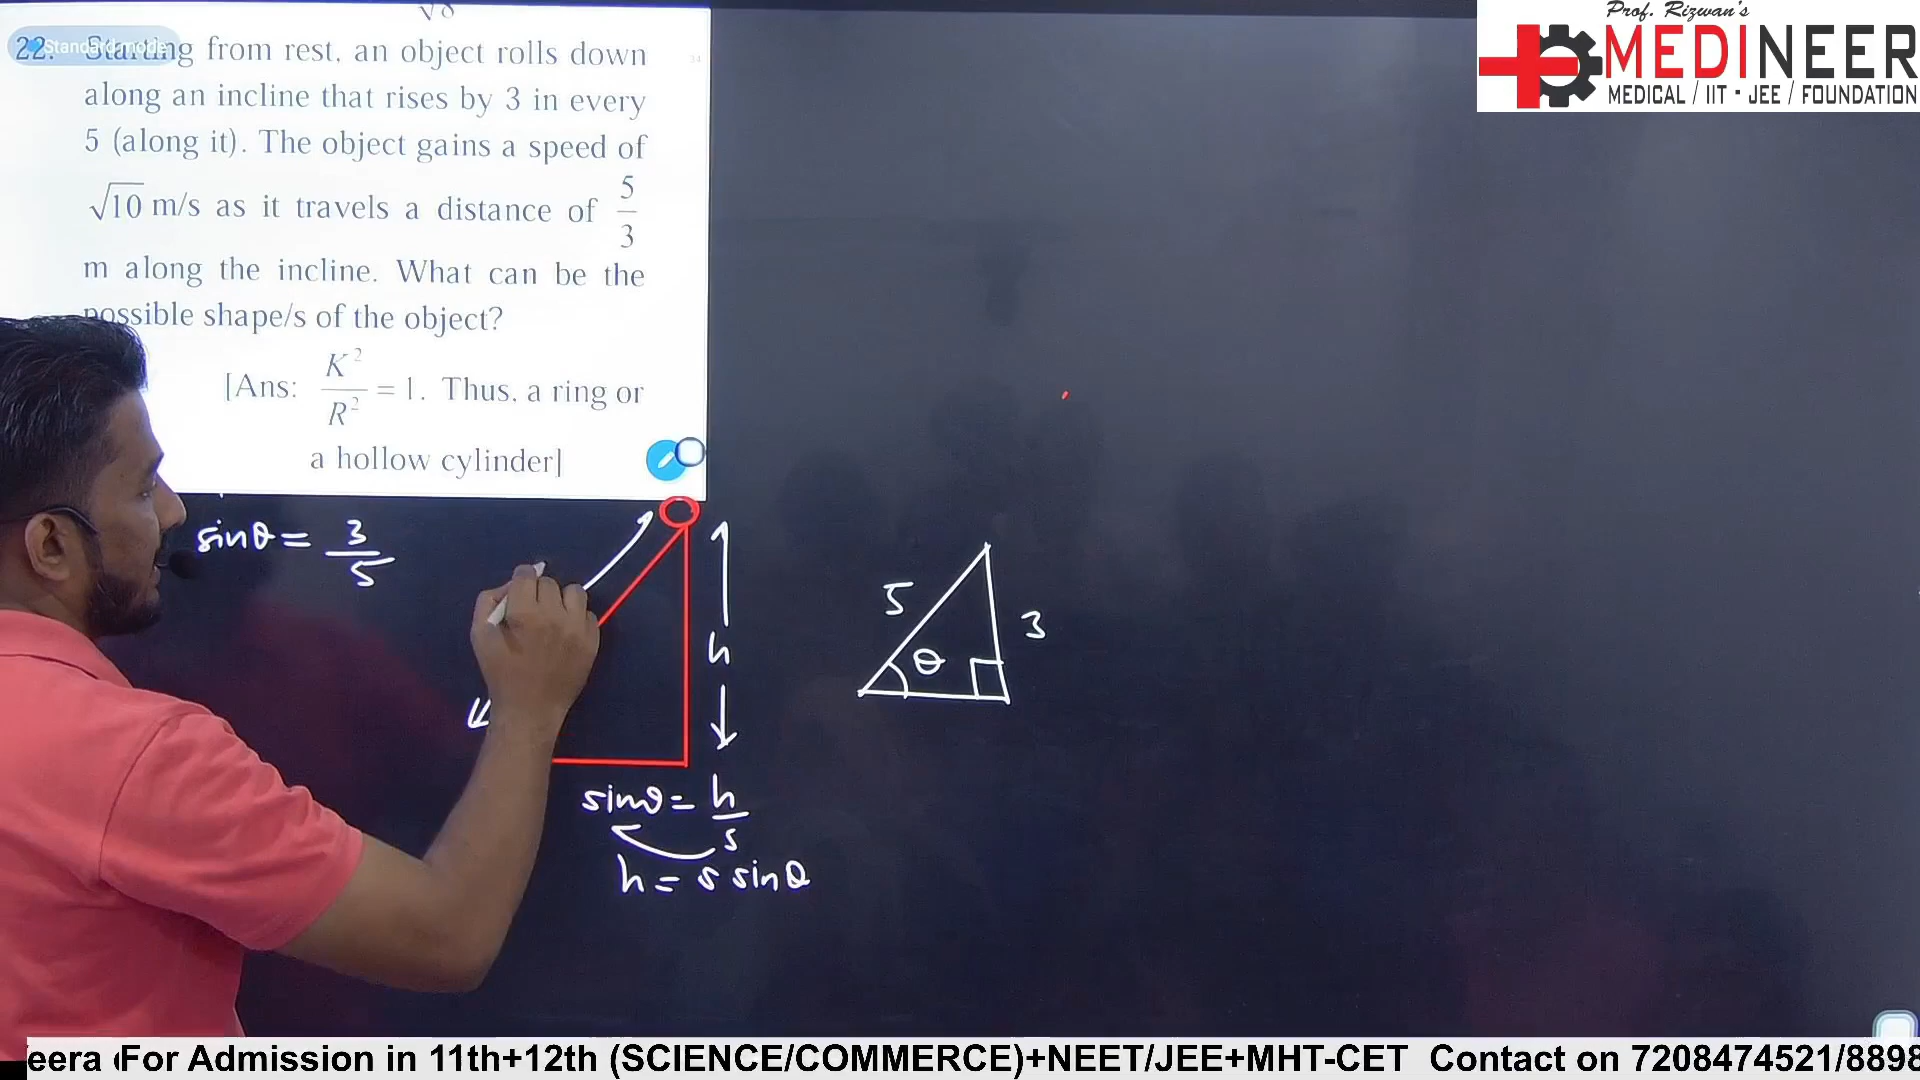 √8
22. Starting from rest, an object rolls down
Standard mode
along an incline that rises by 3 in every
5 (along it). The object gains a speed of
√10 m/s as it travels a distance of 5/3
m along the incline. What can be the
possible shape/s of the object?
[Ans: K²/R² = 1. Thus, a ring or
a hollow cylinder]
Prof. Rizwan's
MEDINEER
MEDICAL / IIT - JEE / FOUNDATION
sinθ = 3/5
h
5
3
θ
sinθ = h/s
h = s sinθ
eera For Admission in 11th+12th (SCIENCE/COMMERCE)+NEET/JEE+MHT-CET Contact on 7208474521/8898